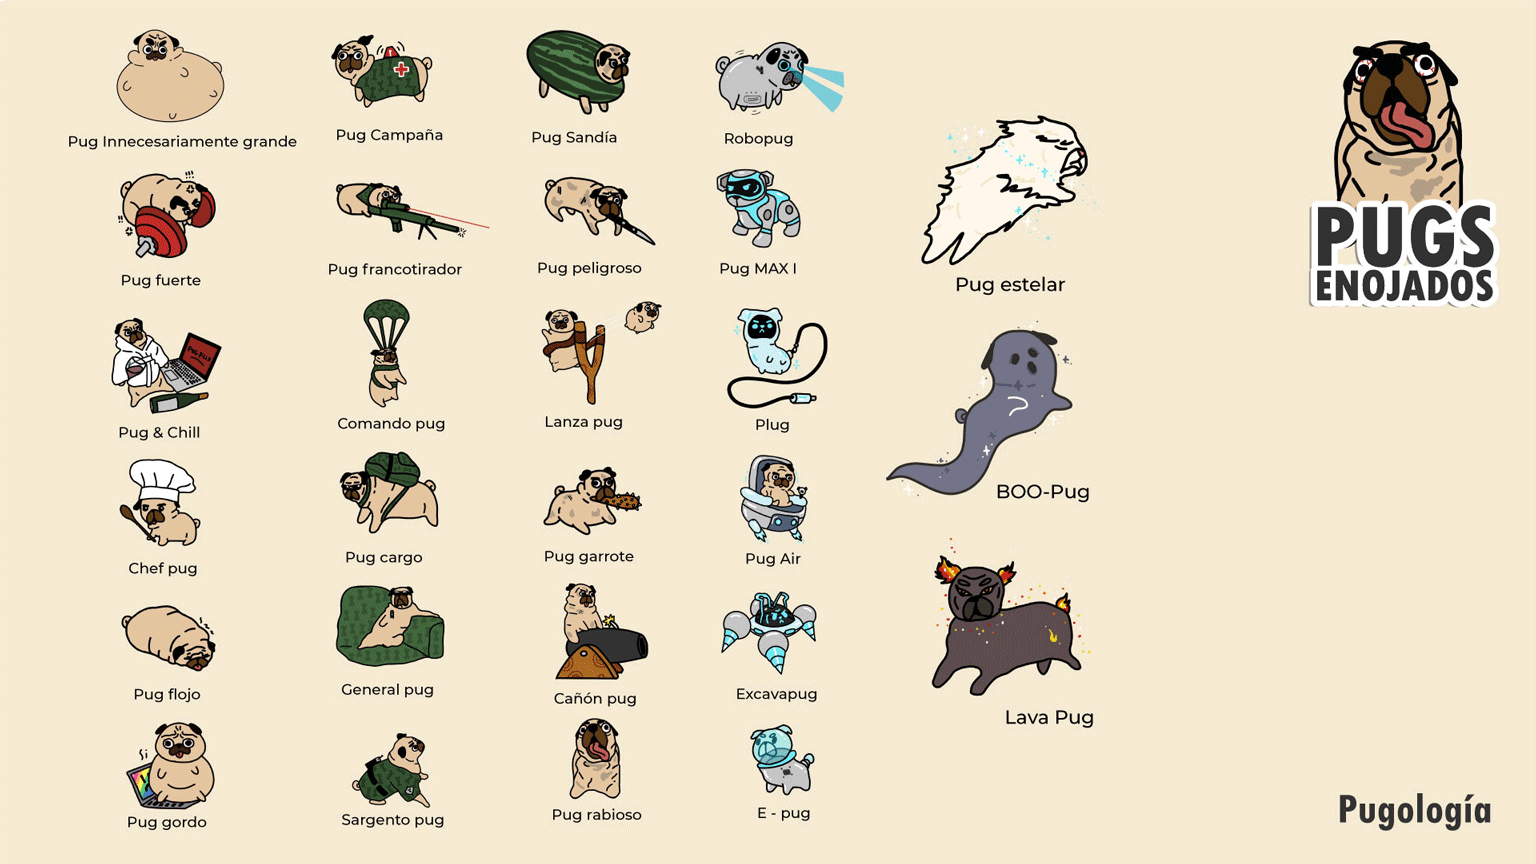 Pug Innecesariamente grande
Pug Campaña
Pug Sandía
Robopug
Pug fuerte
Pug francotirador
Pug peligroso
Pug MAX I
Pug & Chill
Comando pug
Lanza pug
Plug
Chef pug
Pug cargo
Pug garrote
Pug Air
Pug flojo
General pug
Cañón pug
Excavapug
Si
Pug gordo
Sargento pug
Pug rabioso
E - pug
Pug estelar
BOO-Pug
Lava Pug
PUGS
ENOJADOS
Pugología